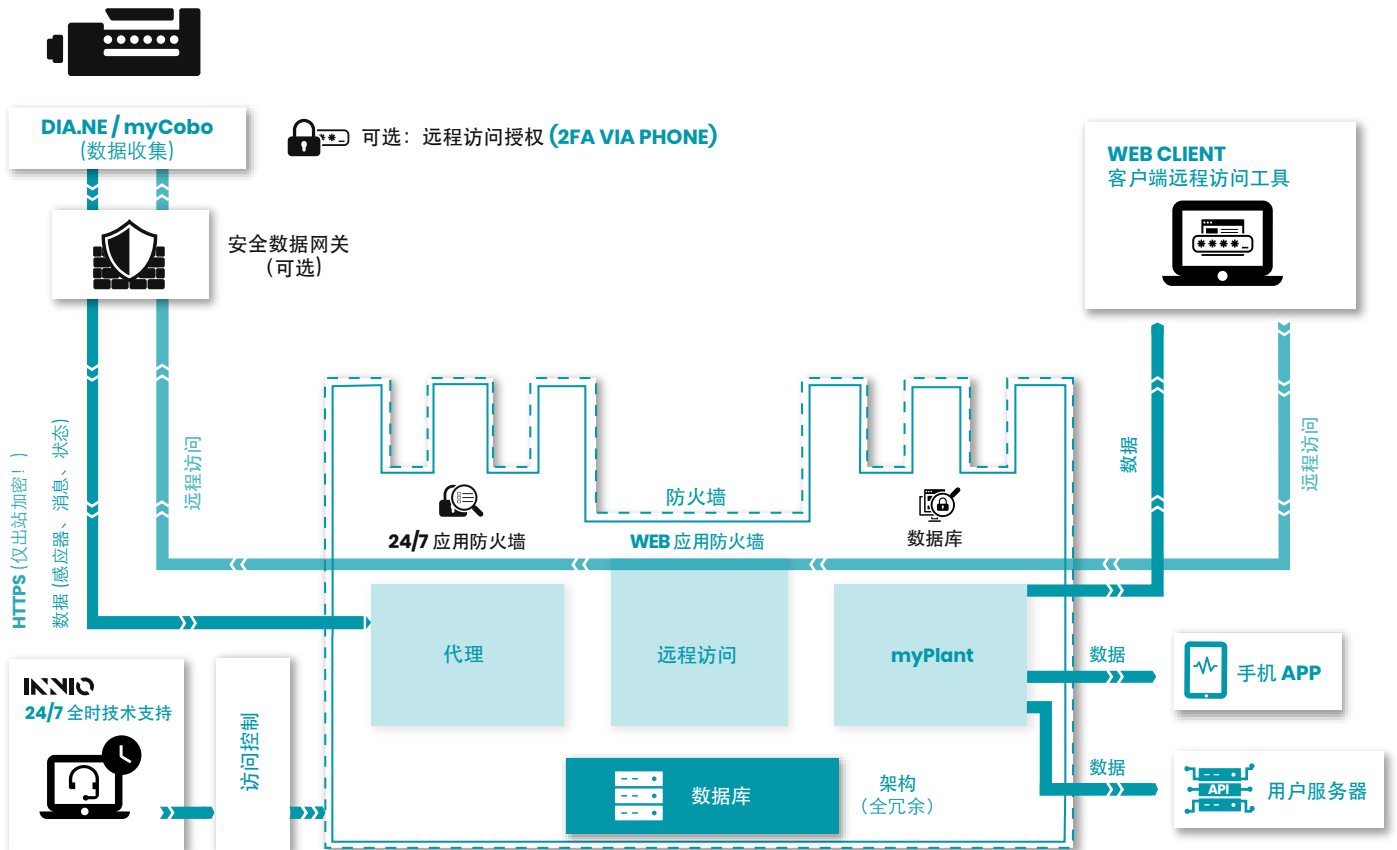 DIA.NE / myCobo
(数据收集)
可选：远程访问授权 (2FA VIA PHONE)
WEB CLIENT
客户端远程访问工具
****_
安全数据网关
(可选)
HTTPS (仅出站加密！)
数据 (感应器、消息、状态)
远程访问
数据
远程访问
防火墙
24/7 应用防火墙
WEB 应用防火墙
数据库
代理
远程访问
myPlant
数据
手机 APP
INNIO
24/7 全时技术支持
访问控制
数据库
架构
(全冗余)
数据
API
用户服务器